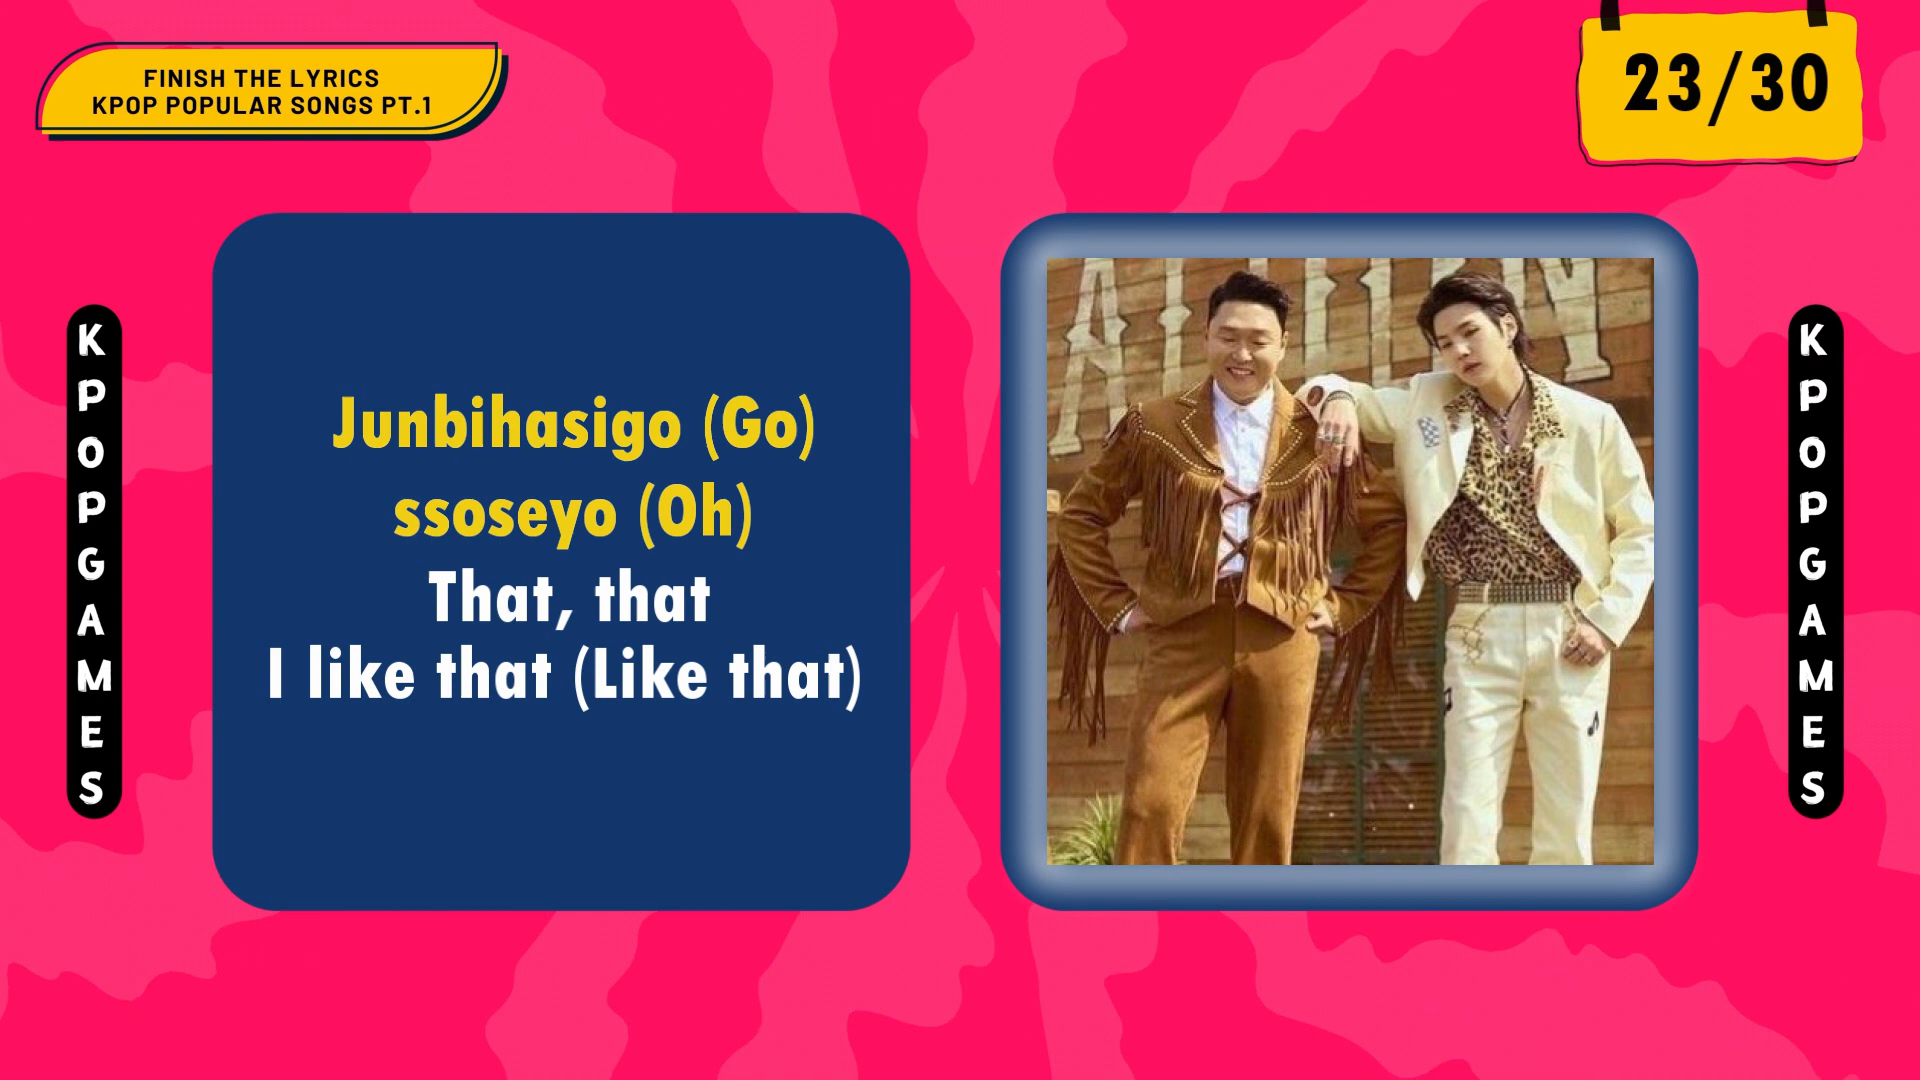 FINISH THE LYRICS
KPOP POPULAR SONGS PT.1
23/30
KPOPGAMES
Junbihasigo (Go)
ssoseyo (Oh)
That, that
I like that (Like that)
KPOPGAMES